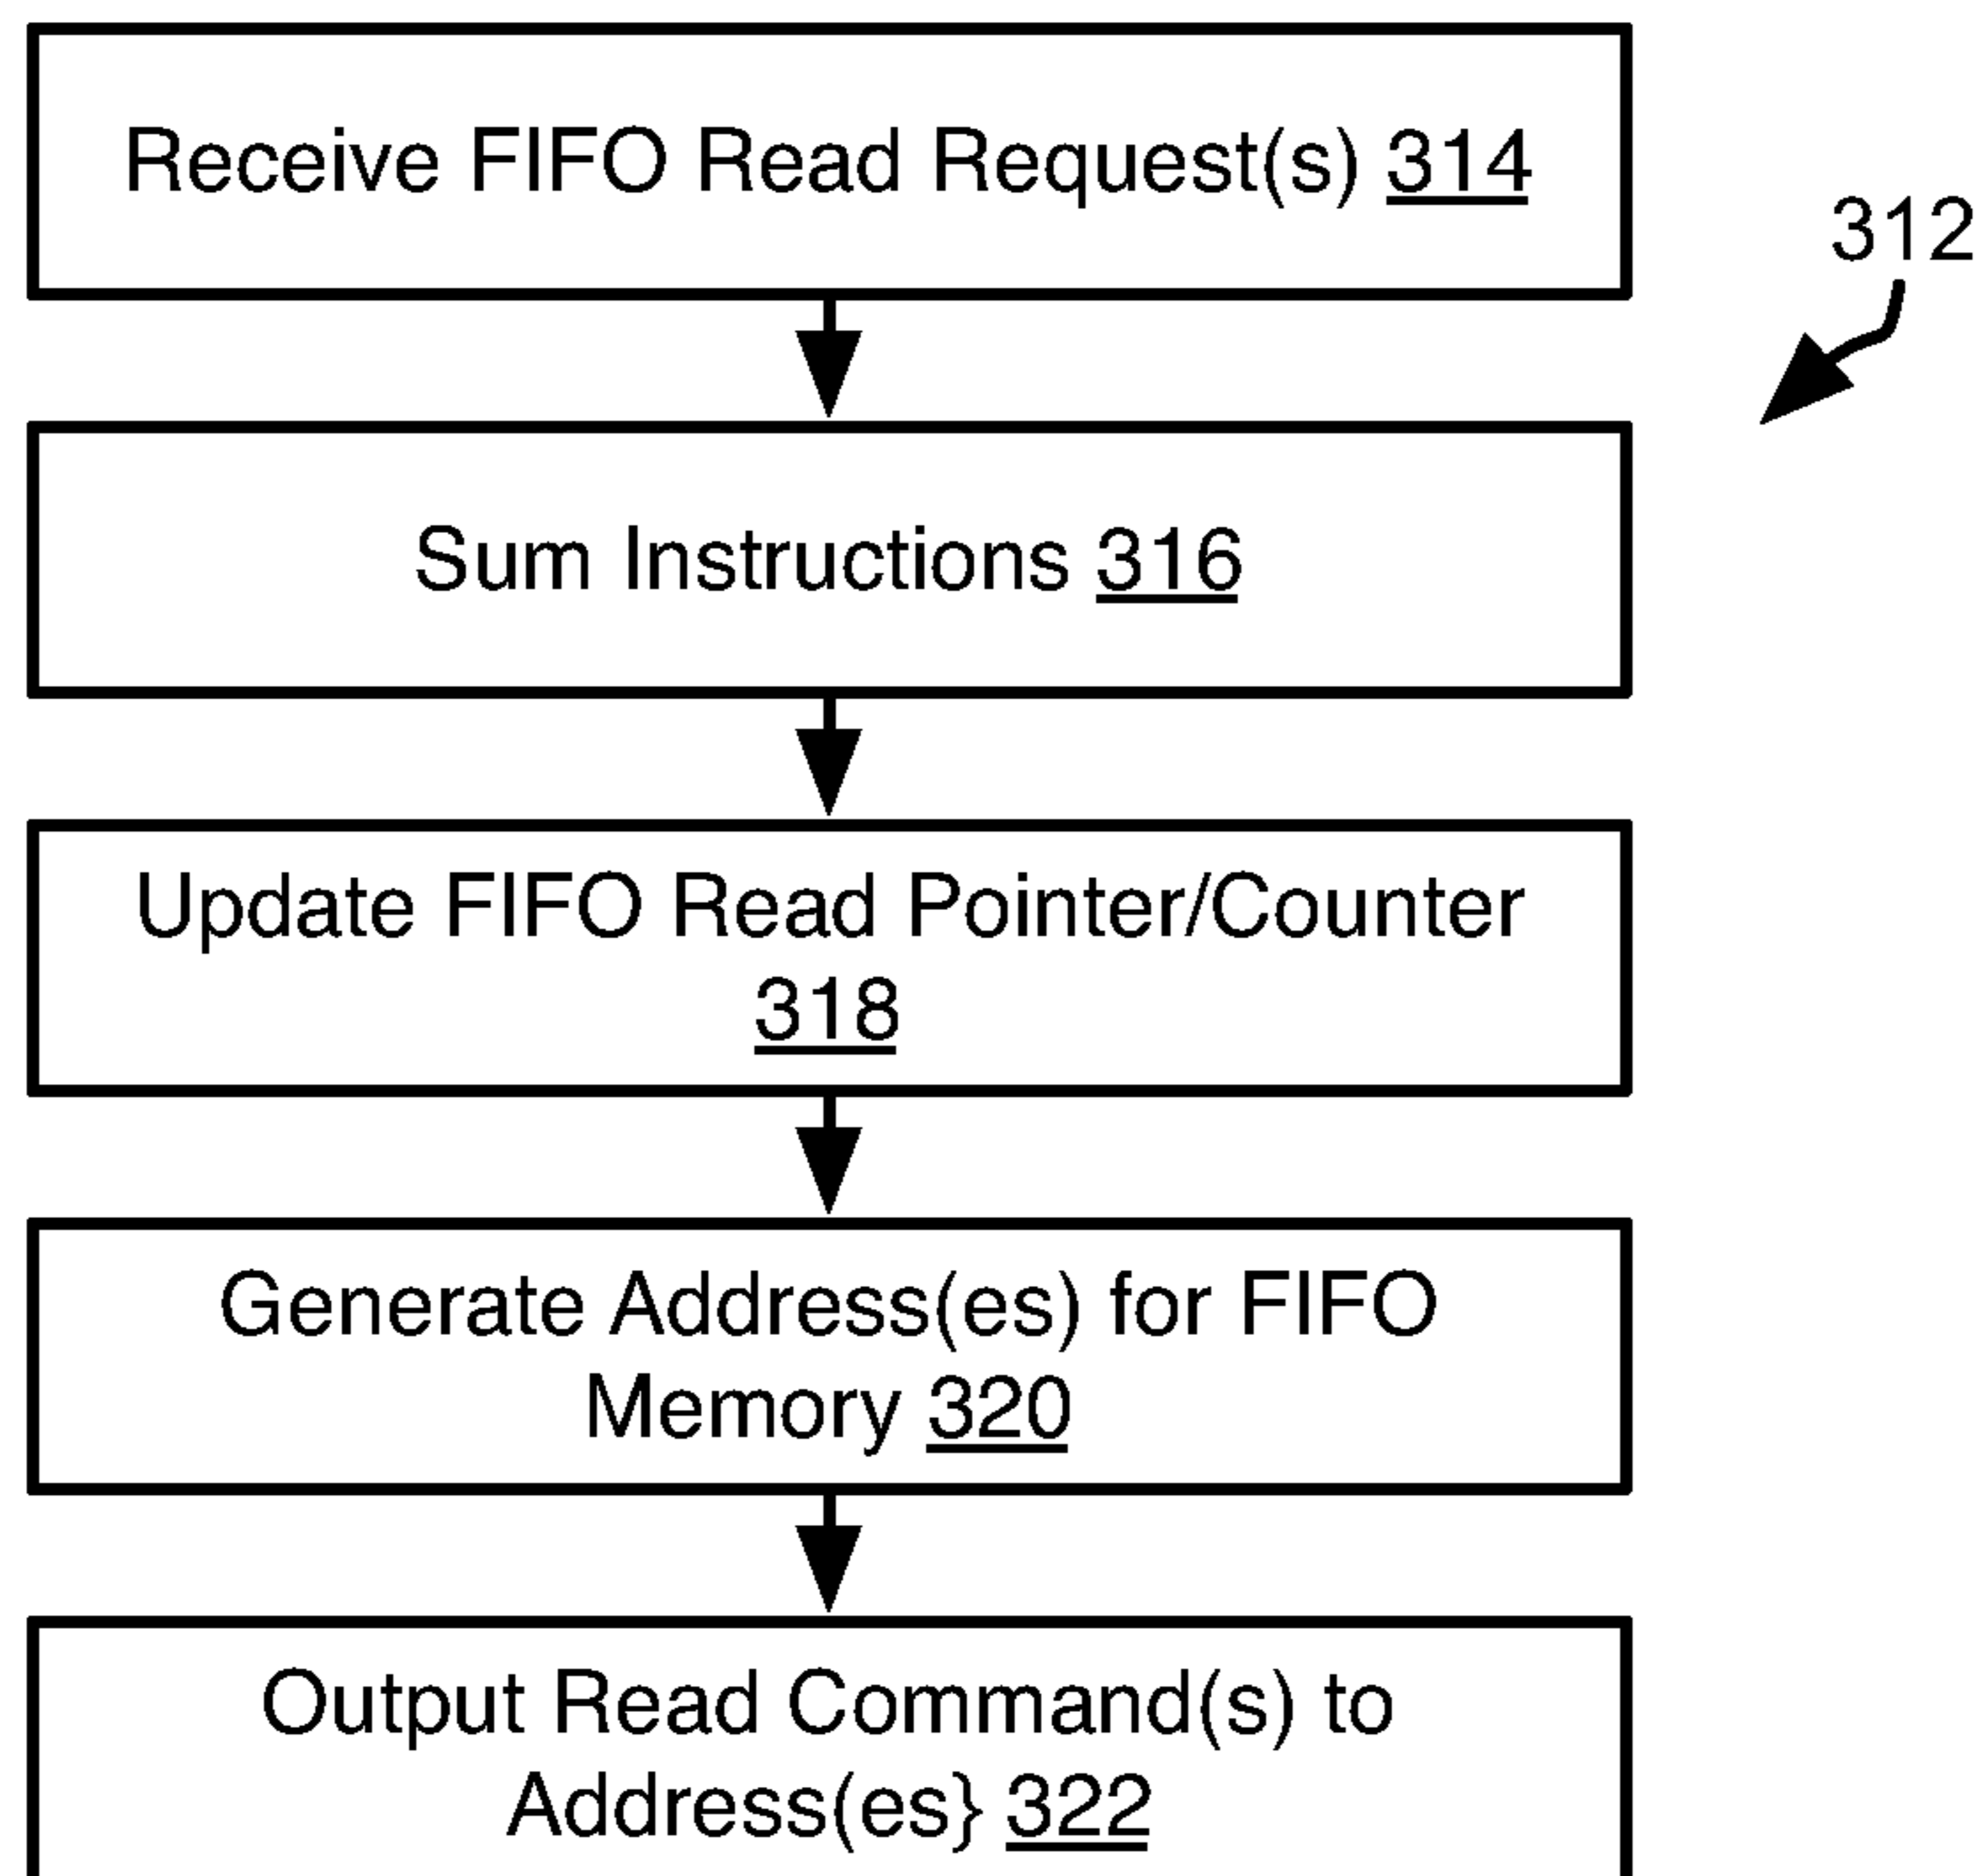 Receive FIFO Read Request(s) 314
312
Sum Instructions 316
Update FIFO Read Pointer/Counter
318
Generate Address(es) for FIFO
Memory 320
Output Read Command(s) to
Address(es} 322